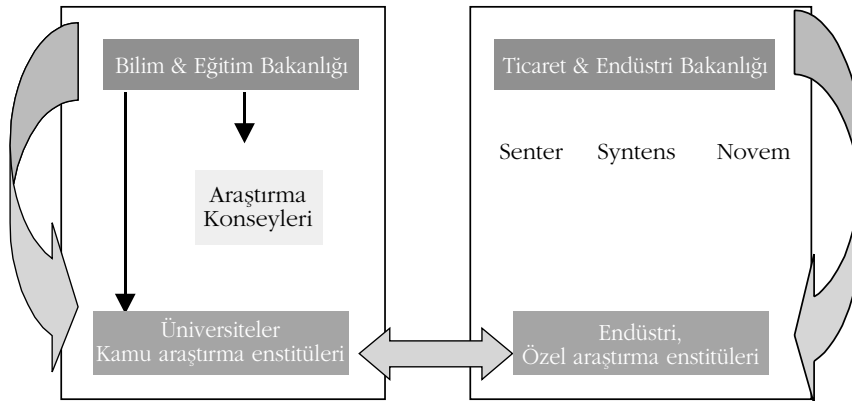 Bilim & Eğitim Bakanlığı
Araştırma
Konseyleri
Üniversiteler
Kamu araştırma enstitüleri
Ticaret & Endüstri Bakanlığı
Senter Syntens Novem
Endüstri,
Özel araştırma enstitüleri